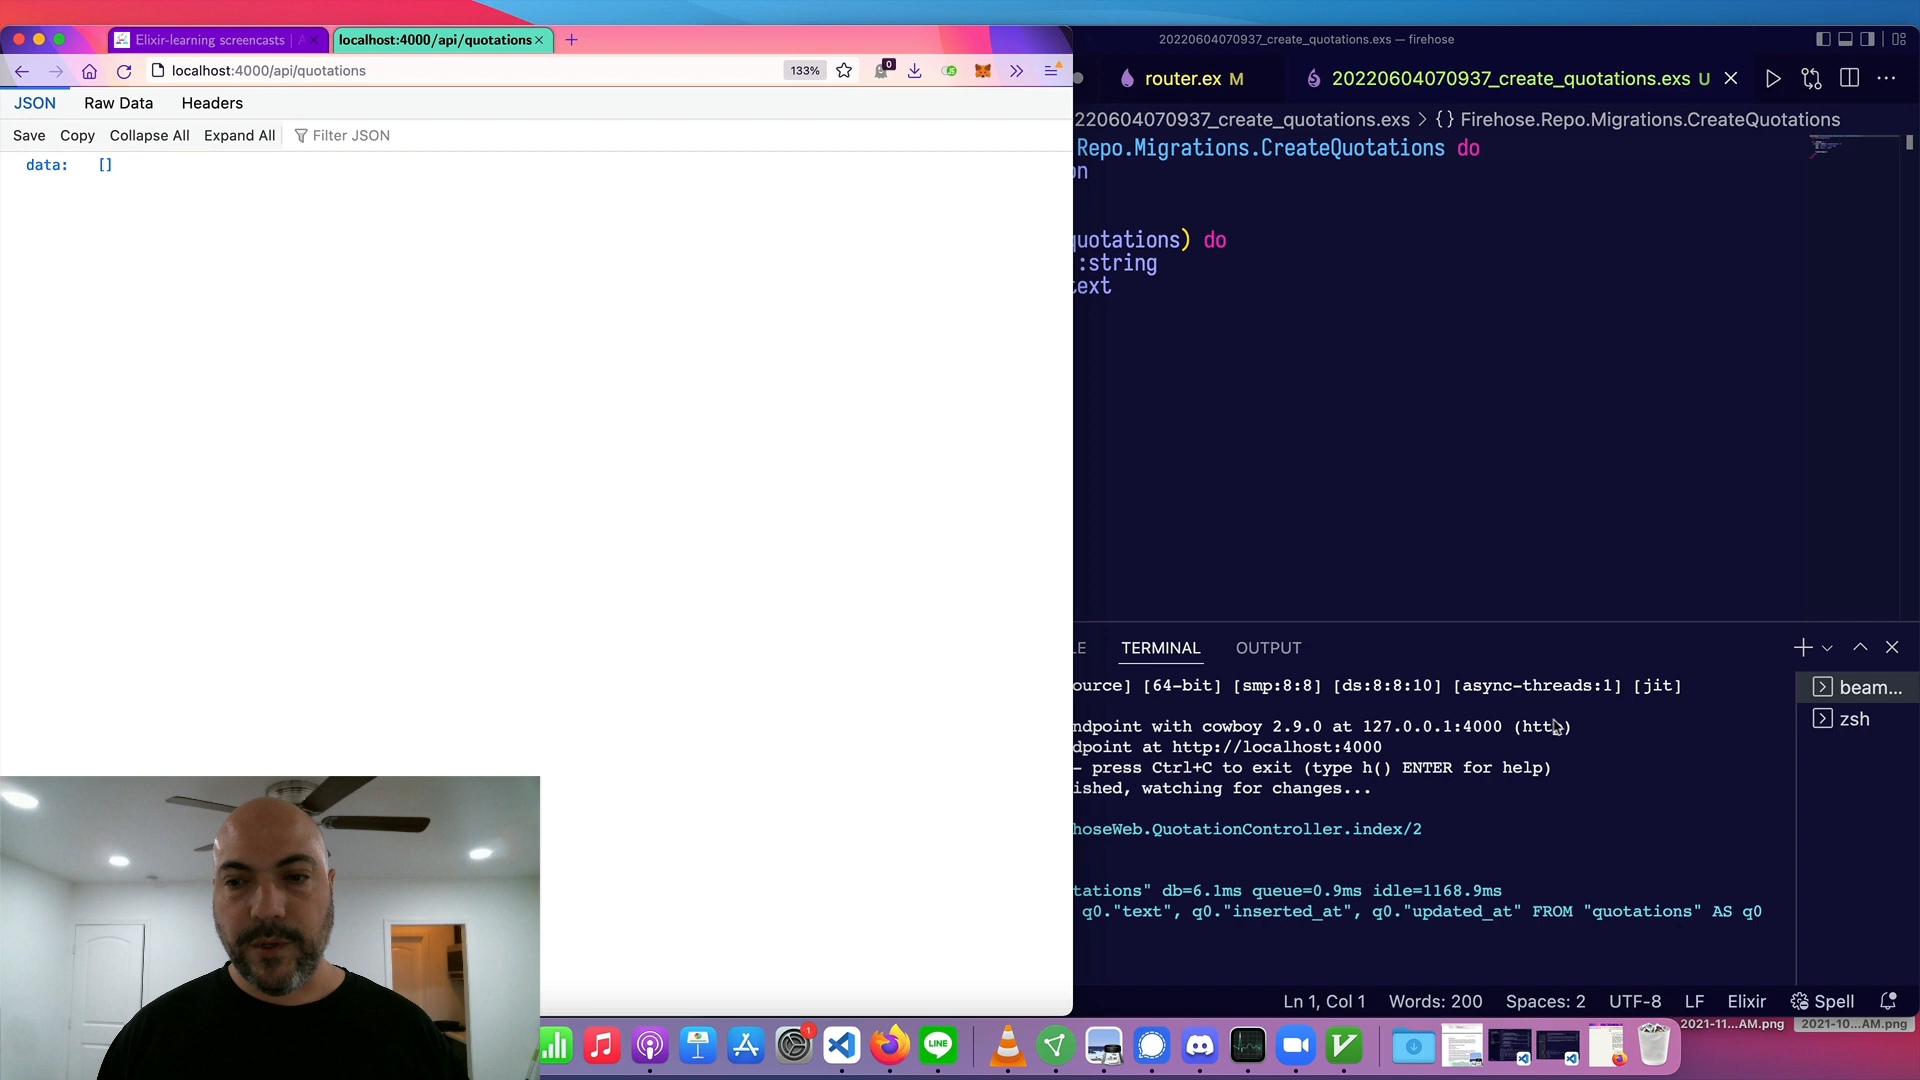 Elixir-learning screencasts | A
localhost:4000/api/quotations
localhost:4000/api/quotations
133%
0
JSON
Raw Data
Headers
Save
Copy
Collapse All
Expand All
Filter JSON
data: []
20220604070937_create_quotations.exs — firehose
router.ex M
20220604070937_create_quotations.exs U
220604070937_create_quotations.exs > {} Firehose.Repo.Migrations.CreateQuotations
Repo.Migrations.CreateQuotations do
on
quotations) do
:string
text
LE
TERMINAL
OUTPUT
ource] [64-bit] [smp:8:8] [ds:8:8:10] [async-threads:1] [jit]
ndpoint with cowboy 2.9.0 at 127.0.0.1:4000 (http)
dpoint at http://localhost:4000
- press Ctrl+C to exit (type h() ENTER for help)
ished, watching for changes...
hoseWeb.QuotationController.index/2
tations" db=6.1ms queue=0.9ms idle=1168.9ms
q0."text", q0."inserted_at", q0."updated_at" FROM "quotations" AS q0
beam...
zsh
Ln 1, Col 1
Words: 200
Spaces: 2
UTF-8
LF
Elixir
Spell
1
LINE
2021-11...AM.png
2021-10...AM.png